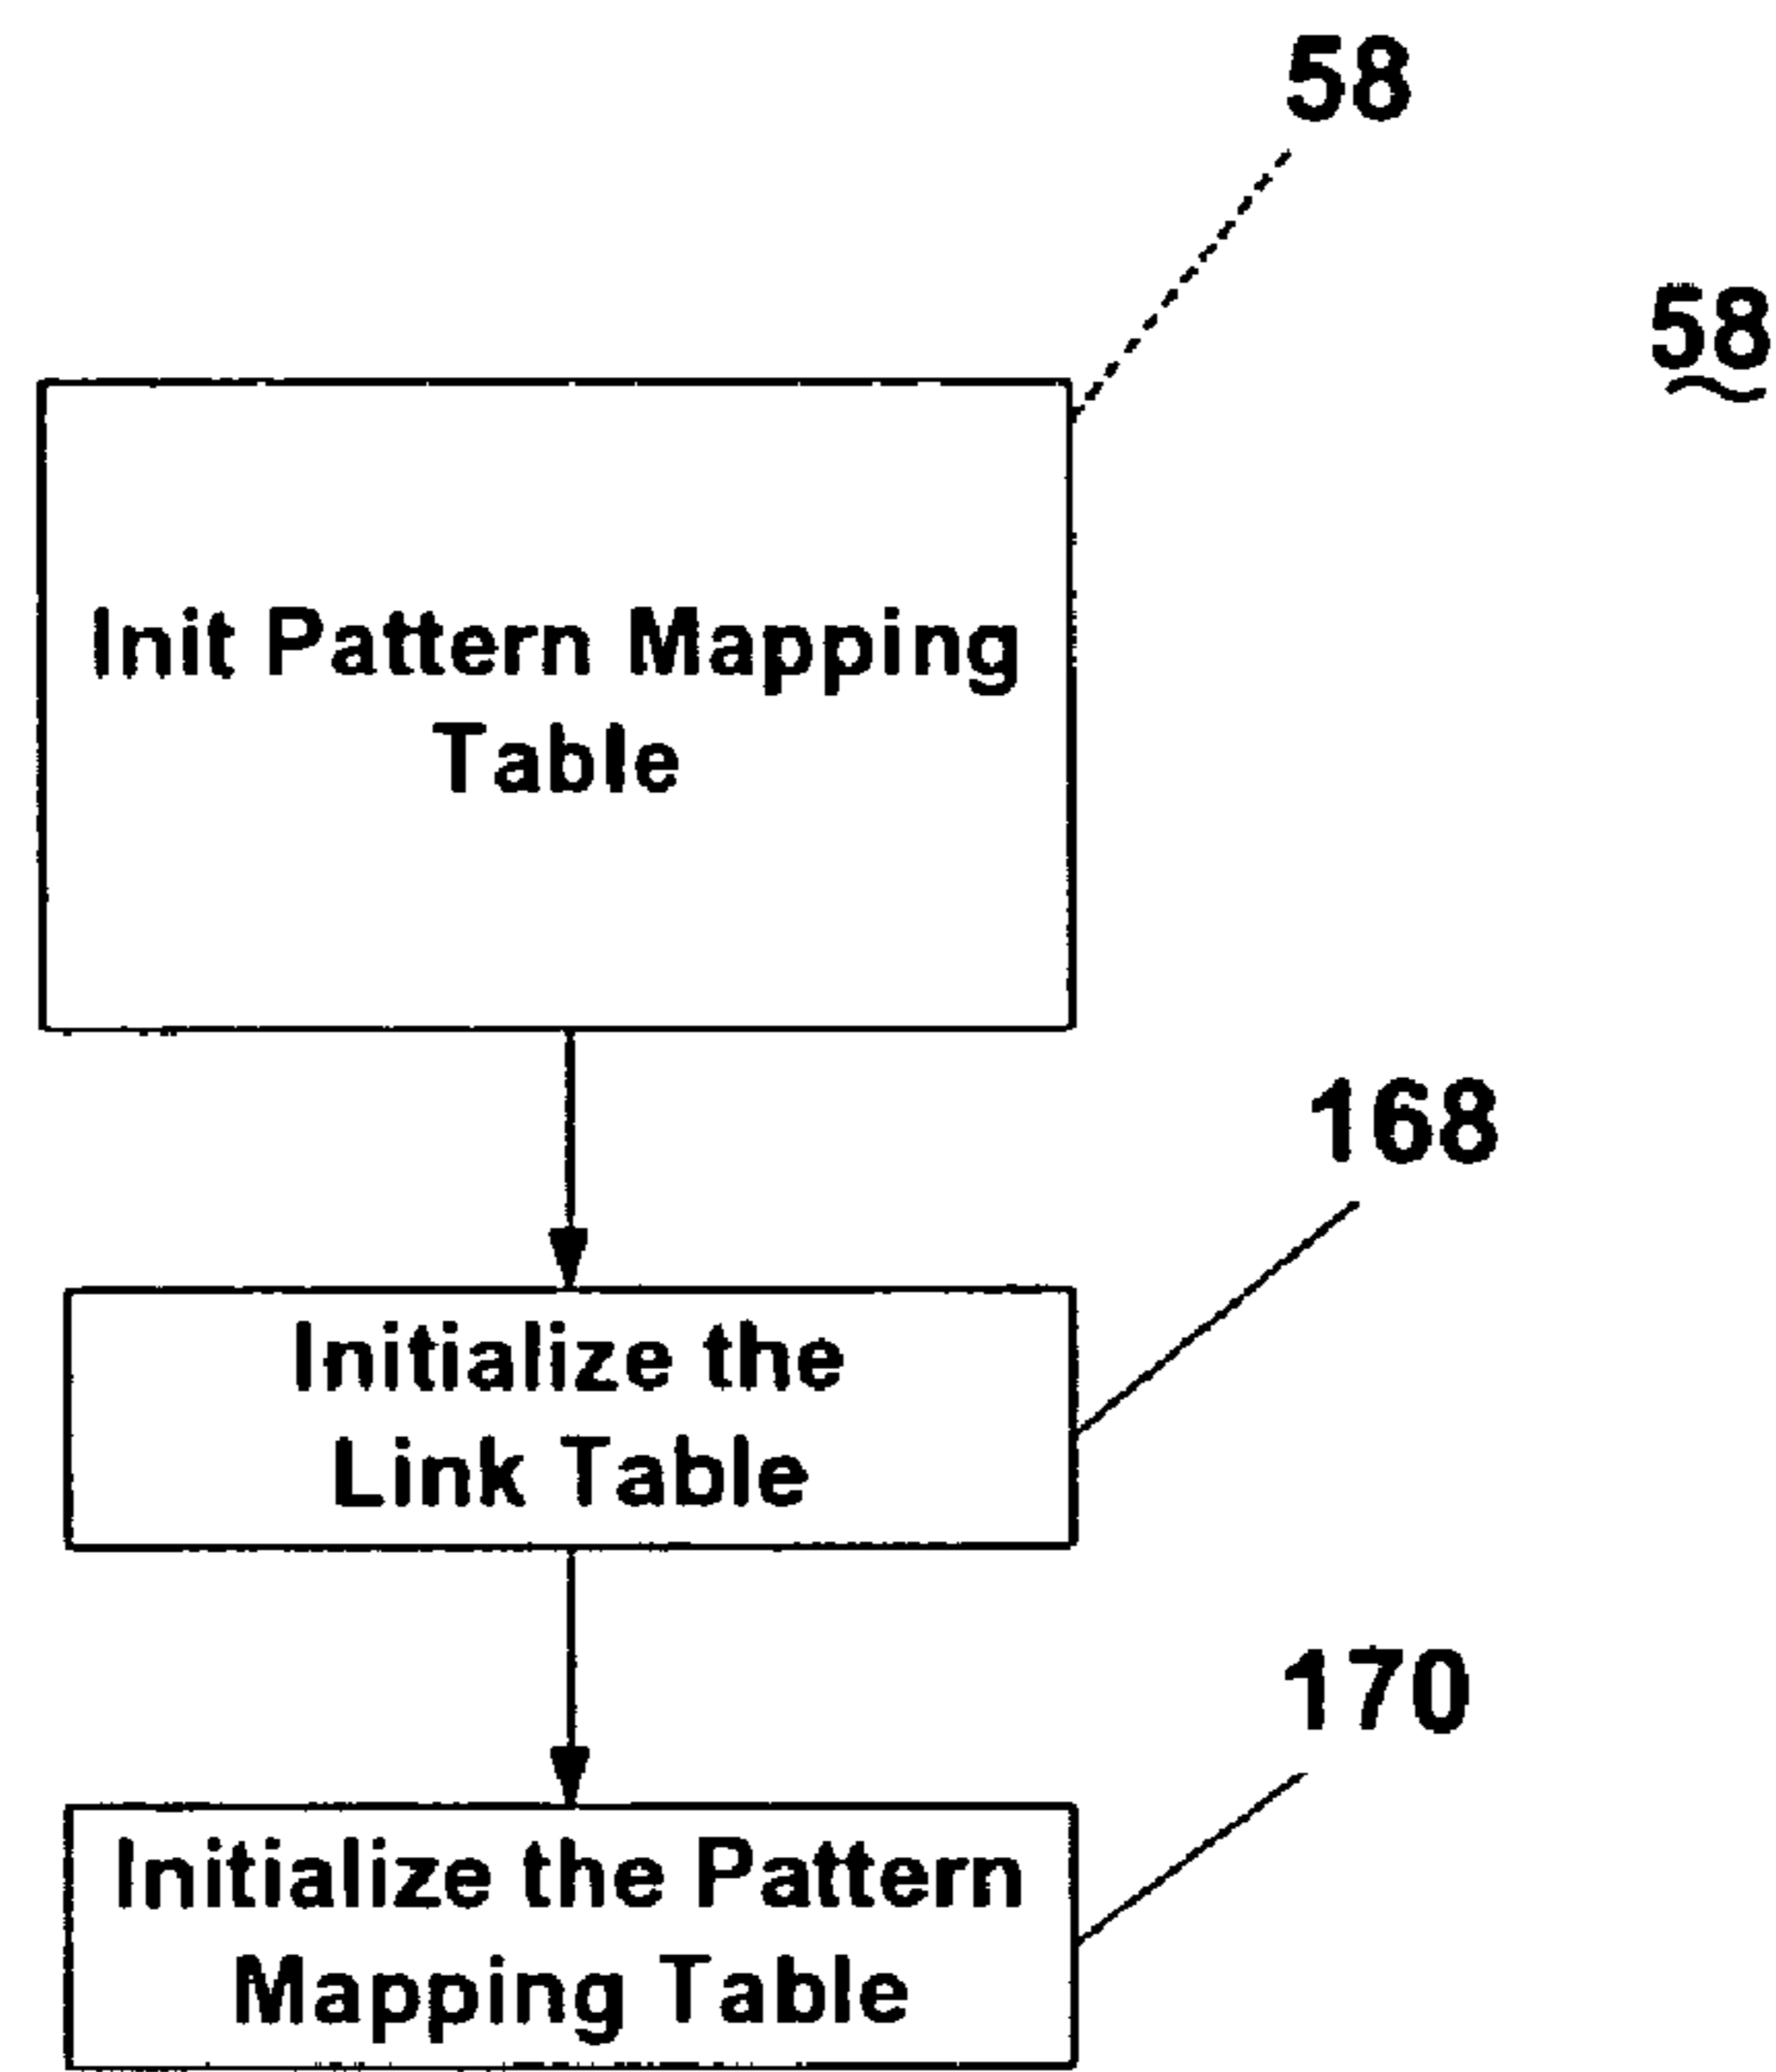 58
58
Init Pattern Mapping
Table
168
Initialize the
Link Table
170
Initialize the Pattern
Mapping Table